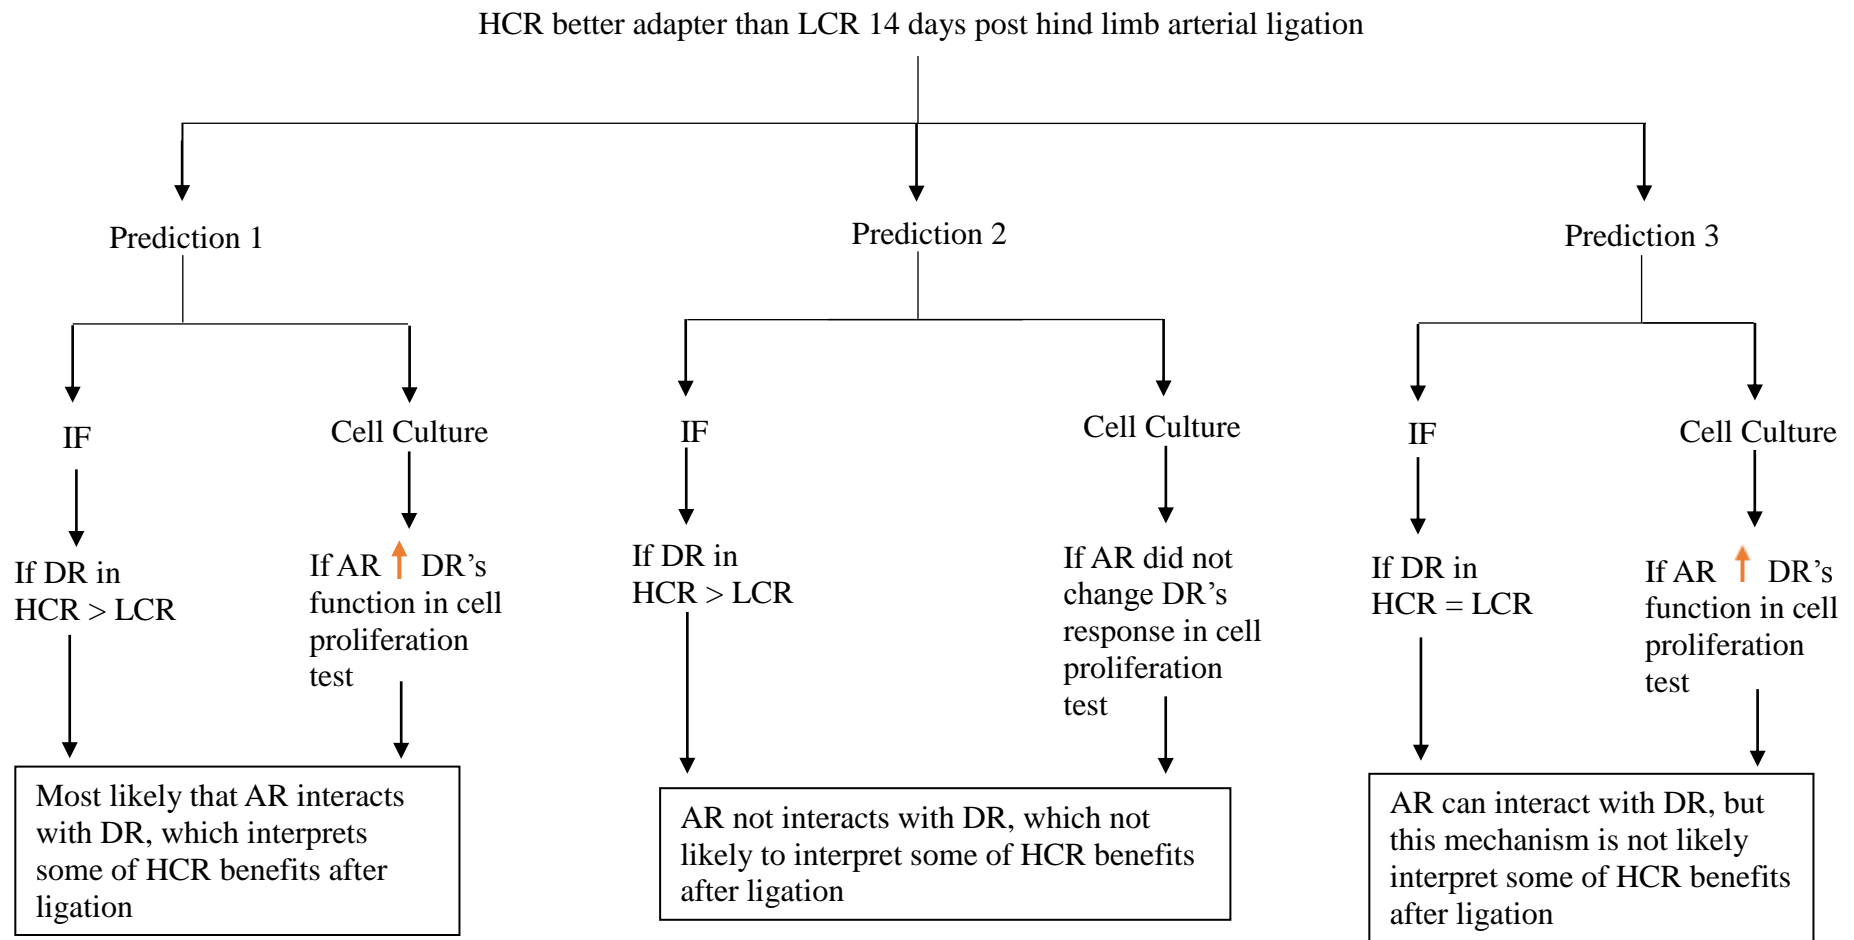 HCR better adapter than LCR 14 days post hind limb arterial ligation
Prediction 1
Prediction 2
Prediction 3
IF
Cell Culture
IF
Cell Culture
IF
Cell Culture
If DR in
HCR > LCR
If AR ↑ DR’s
function in cell
proliferation
test
If DR in
HCR > LCR
If AR did not
change DR’s
response in cell
proliferation
test
If DR in
HCR = LCR
If AR ↑ DR’s
function in cell
proliferation
test
Most likely that AR interacts
with DR, which interprets
some of HCR benefits after
ligation
AR not interacts with DR, which not
likely to interpret some of HCR benefits
after ligation
AR can interact with DR, but
this mechanism is not likely
interpret some of HCR benefits
after ligation